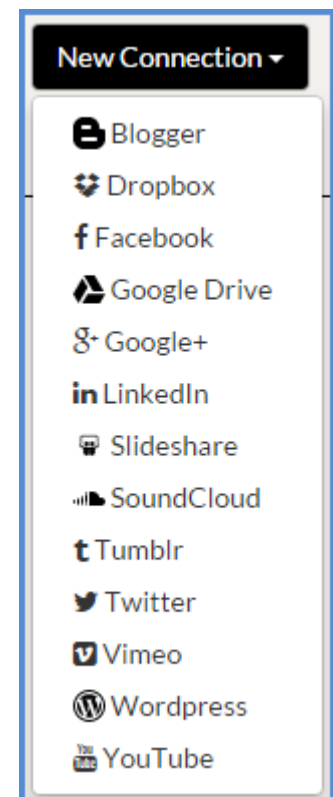 New Connection
Blogger
Dropbox
Facebook
Google Drive
Google+
LinkedIn
Slideshare
SoundCloud
Tumblr
Twitter
Vimeo
Wordpress
YouTube